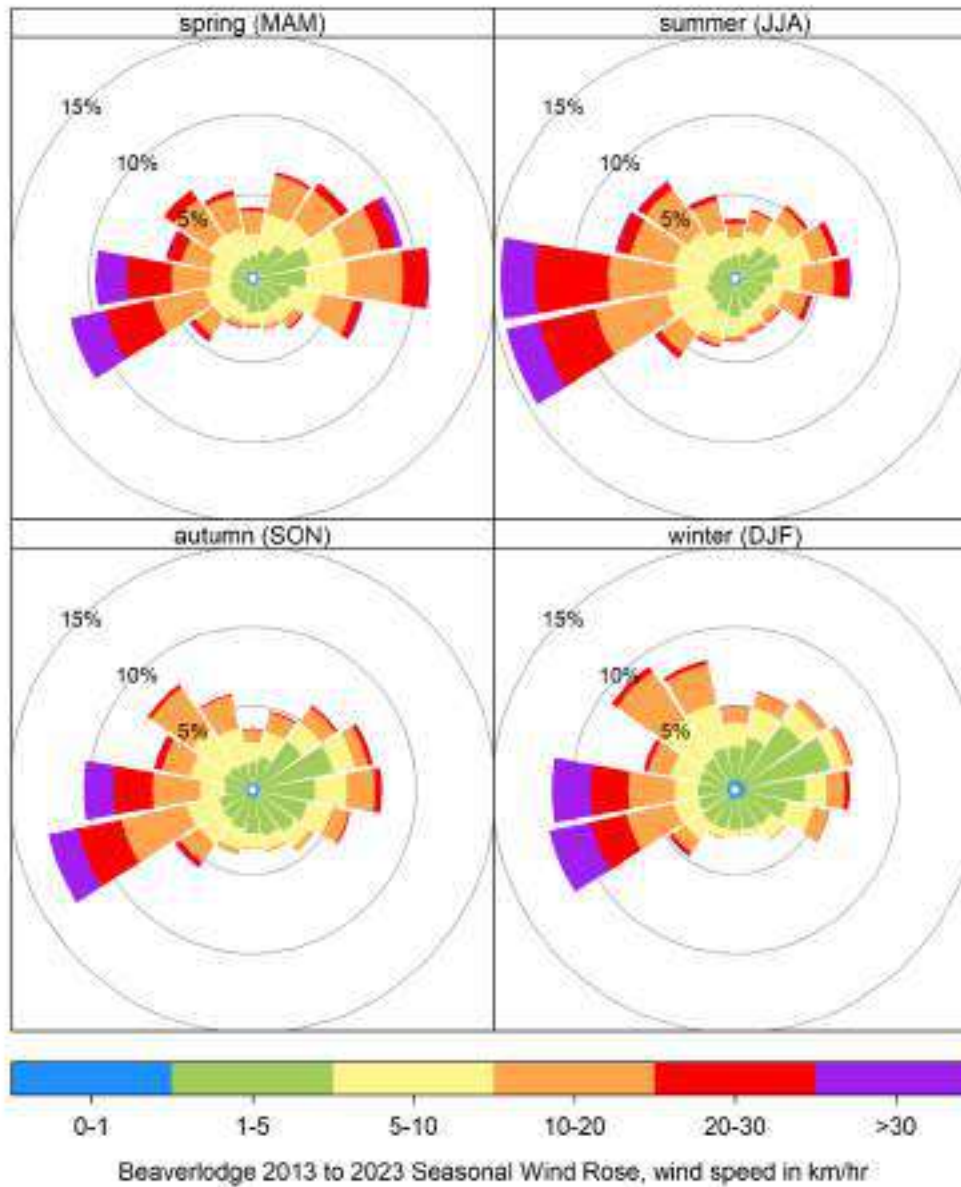 spring (MAM)
summer (JJA)
15%
10%
5%
15%
10%
5%
autumn (SON)
winter (DJF)
15%
10%
5%
15%
10%
5%
0-1 1-5 5-10 10-20 20-30 >30
Beaverlodge 2013 to 2023 Seasonal Wind Rose, wind speed in km/hr